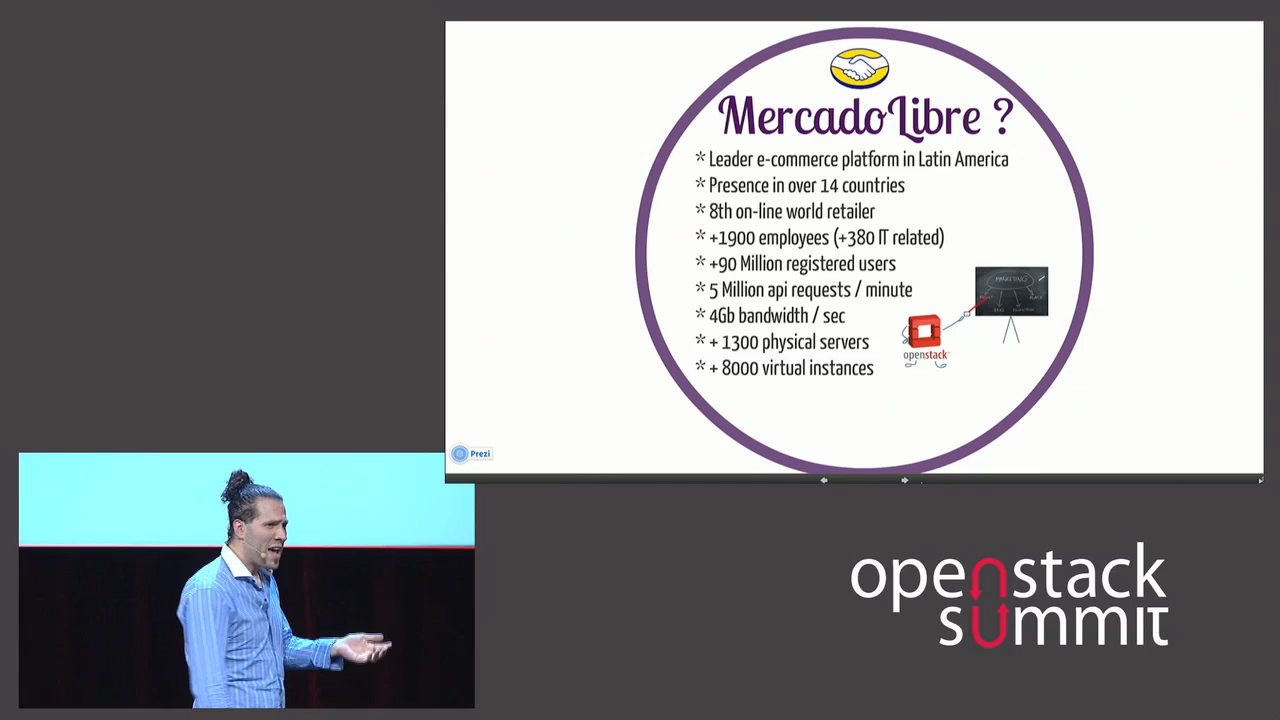 MercadoLibre ?
* Leader e-commerce platform in Latin America
* Presence in over 14 countries
* 8th on-line world retailer
* +1900 employees (+380 IT related)
* +90 Million registered users
* 5 Million api requests / minute
* 4Gb bandwidth / sec
* + 1300 physical servers
* + 8000 virtual instances
MARKETING
openstack
Prezi
openstack
summit